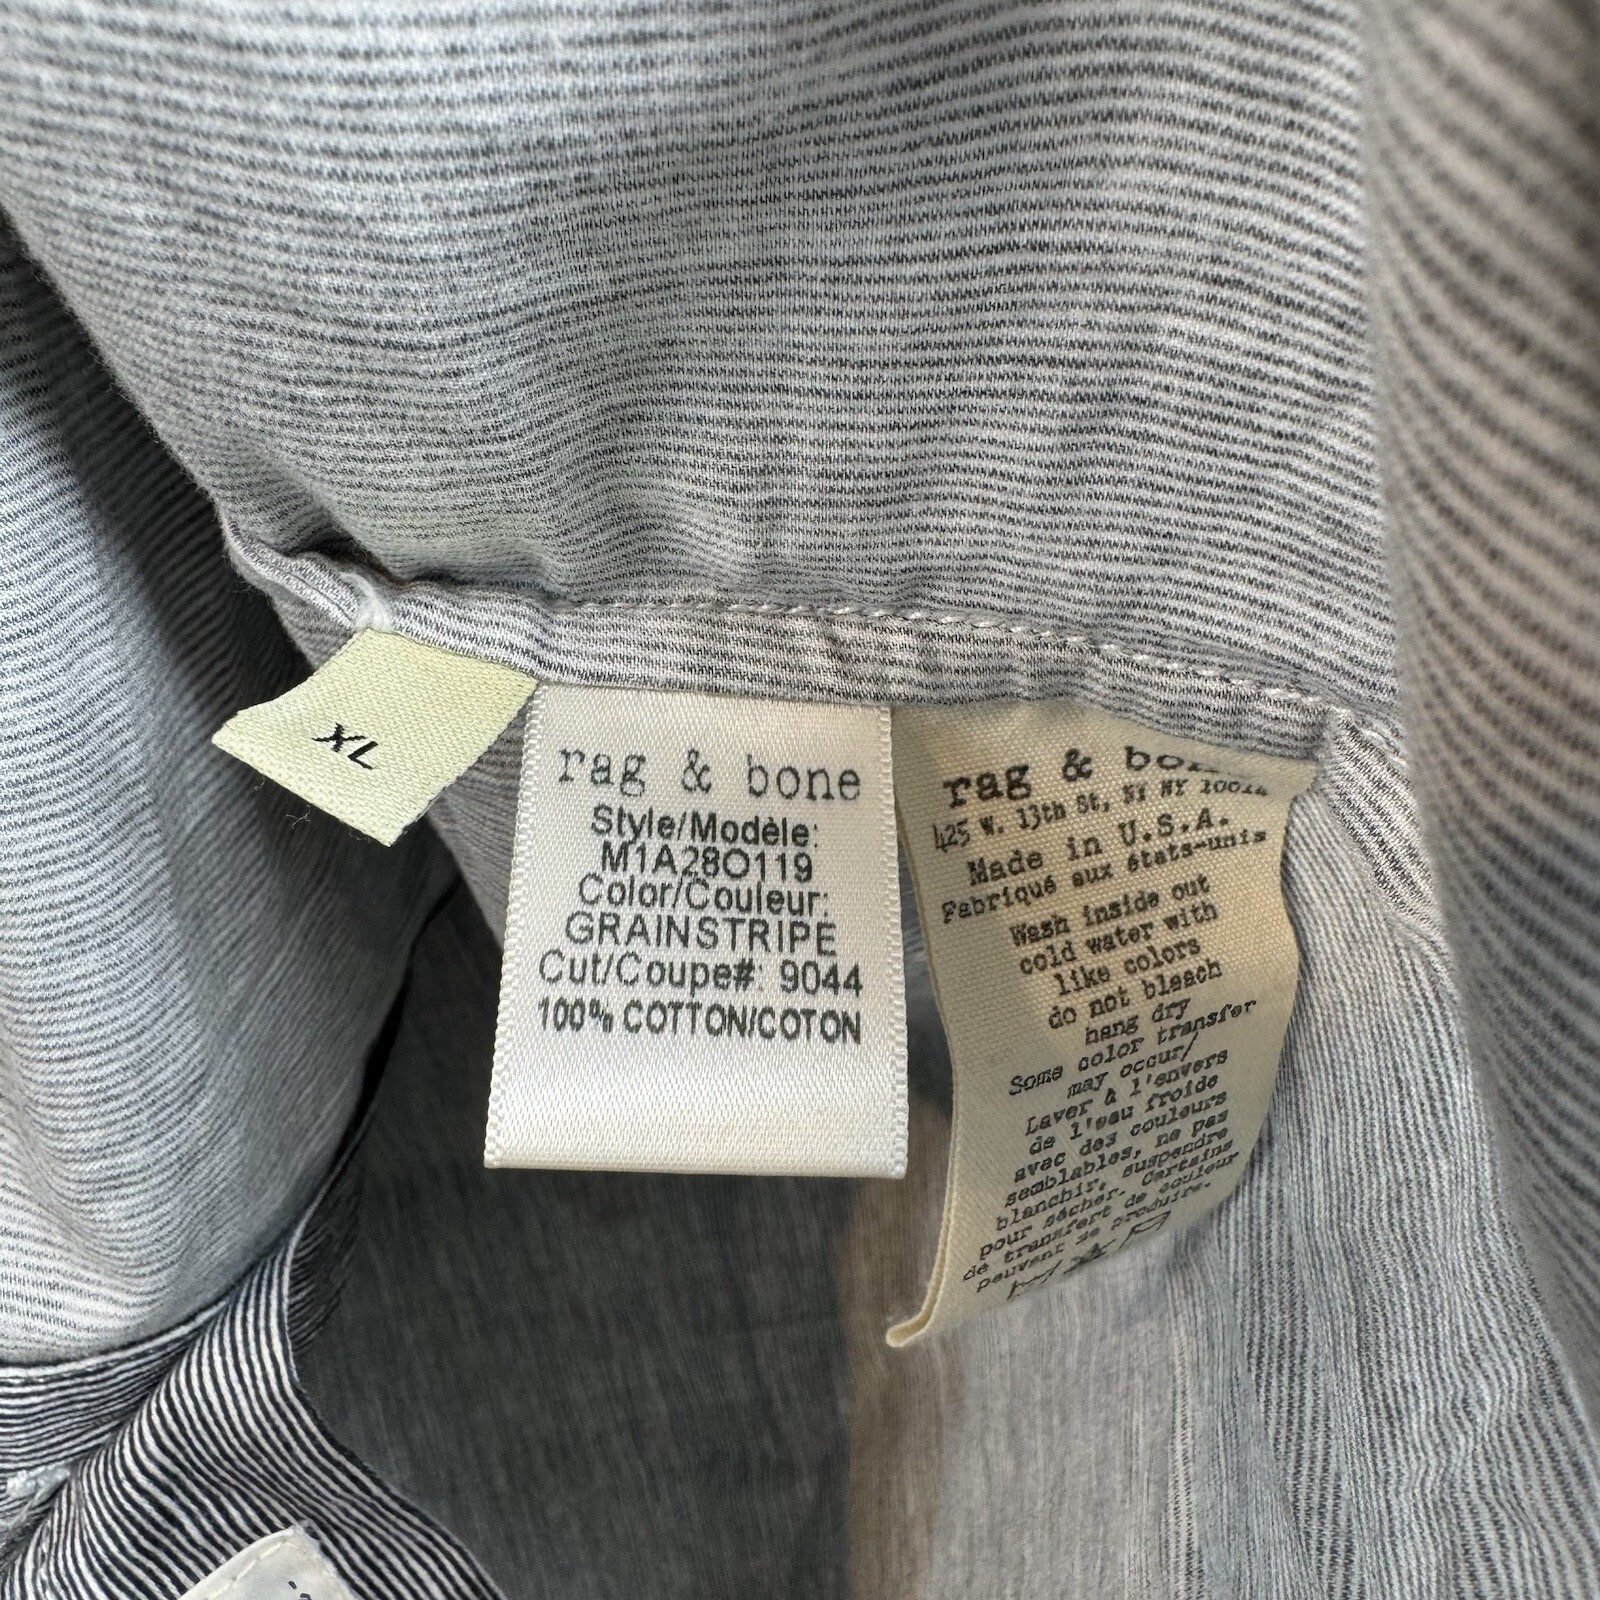 XL
rag & bone
Style/Modèle:
M1A28O119
Color/Couleur:
GRAINSTRIPE
Cut/Coupe#: 9044
100% COTTON/COTON
rag & bone
425 W. 13th St, NY NY 10014
Made in U.S.A.
Fabriqué aux états-unis
Wash inside out
cold water with
like colors
do not bleach
hang dry
Some color transfer
may occur/
Laver à l'envers
de l'eau froide
avec des couleurs
semblables, ne pas
blanchir, suspendre
pour sécher. Certains
de transfert de couleur
peuvent se produire.